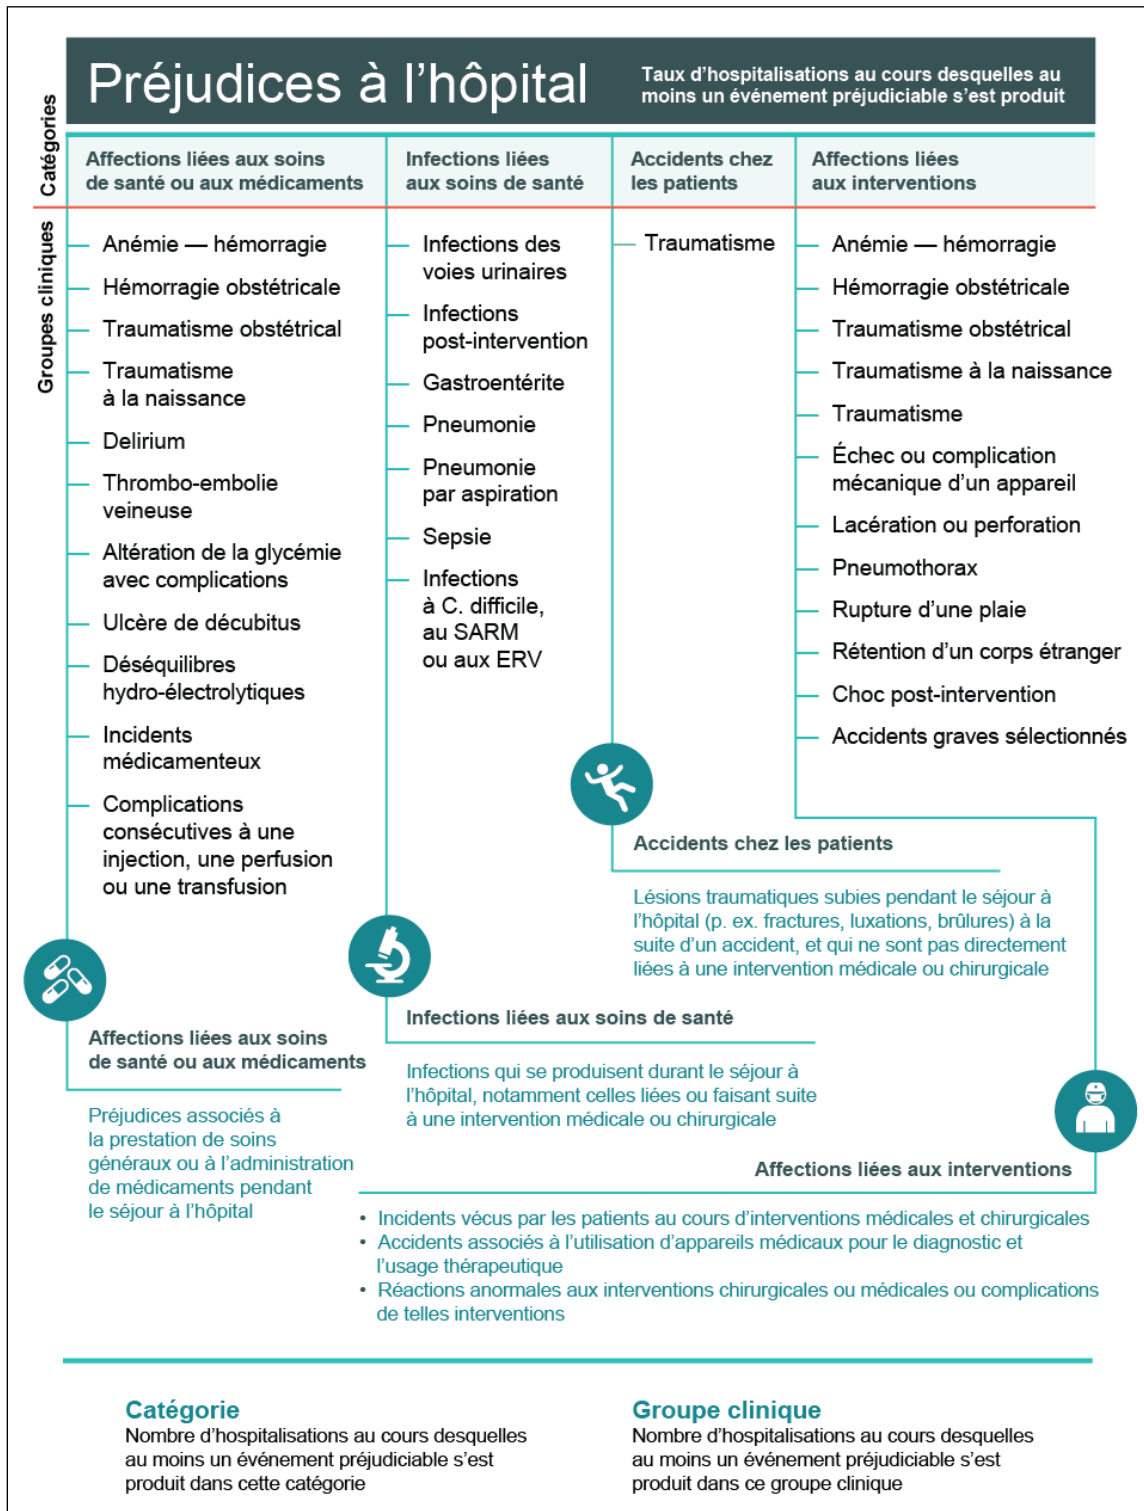 Préjudices à l’hôpital
Taux d’hospitalisations au cours desquelles au
moins un événement préjudiciable s’est produit
Catégories
Affections liées aux soins
de santé ou aux médicaments
Infections liées
aux soins de santé
Accidents chez
les patients
Affections liées
aux interventions
Groupes cliniques
Anémie — hémorragie
Hémorragie obstétricale
Traumatisme obstétrical
Traumatisme
à la naissance
Delirium
Thrombo-embolie
veineuse
Altération de la glycémie
avec complications
Ulcère de décubitus
Déséquilibres
hydro-électrolytiques
Incidents
médicamenteux
Complications
consécutives à une
injection, une perfusion
ou une transfusion
Infections des
voies urinaires
Infections
post-intervention
Gastroentérite
Pneumonie
Pneumonie
par aspiration
Sepsie
Infections
à C. difficile,
au SARM
ou aux ERV
Traumatisme
Anémie — hémorragie
Hémorragie obstétricale
Traumatisme obstétrical
Traumatisme à la naissance
Traumatisme
Échec ou complication
mécanique d’un appareil
Lacération ou perforation
Pneumothorax
Rupture d’une plaie
Rétention d’un corps étranger
Choc post-intervention
Accidents graves sélectionnés
Accidents chez les patients
Lésions traumatiques subies pendant le séjour à
l’hôpital (p. ex. fractures, luxations, brûlures) à la
suite d’un accident, et qui ne sont pas directement
liées à une intervention médicale ou chirurgicale
Infections liées aux soins de santé
Infections qui se produisent durant le séjour à
l’hôpital, notamment celles liées ou faisant suite
à une intervention médicale ou chirurgicale
Affections liées aux soins
de santé ou aux médicaments
Préjudices associés à
la prestation de soins
généraux ou à l’administration
de médicaments pendant
le séjour à l’hôpital
Affections liées aux interventions
• Incidents vécus par les patients au cours d’interventions médicales et chirurgicales
• Accidents associés à l’utilisation d’appareils médicaux pour le diagnostic et
l’usage thérapeutique
• Réactions anormales aux interventions chirurgicales ou médicales ou complications
de telles interventions
Catégorie
Nombre d’hospitalisations au cours desquelles
au moins un événement préjudiciable s’est
produit dans cette catégorie
Groupe clinique
Nombre d’hospitalisations au cours desquelles
au moins un événement préjudiciable s’est
produit dans ce groupe clinique